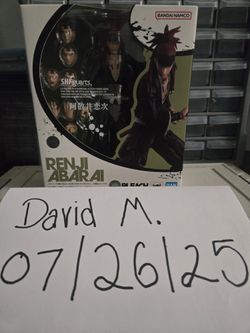 BANDAI NAMCO
S.H.Figuarts
阿散井恋次
RENJI
ABARAI
BLEACH
David M.
07/26/25